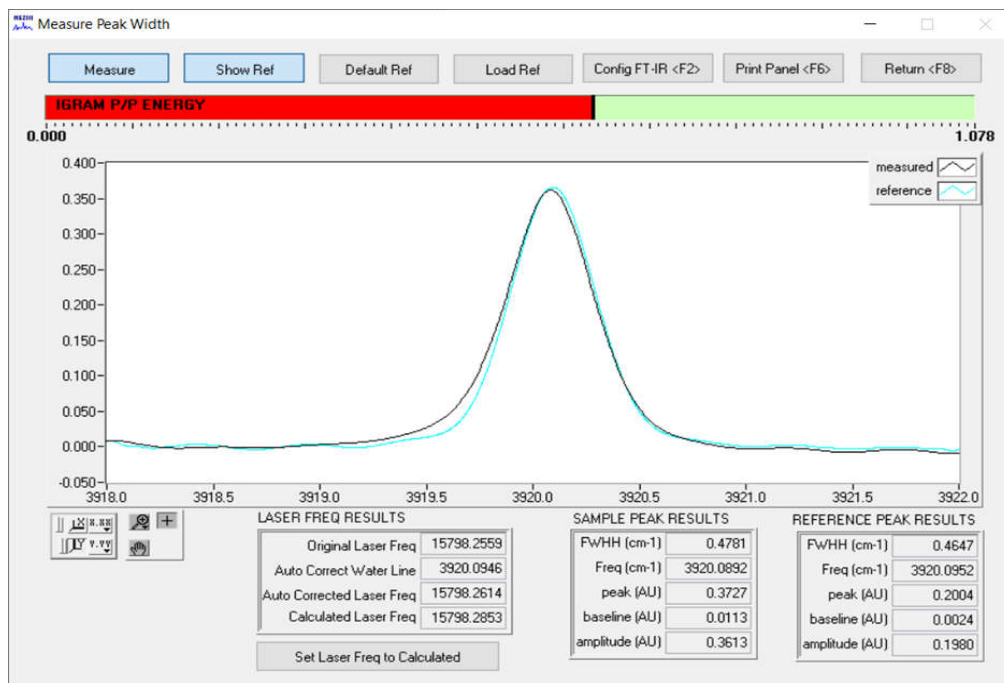 Measure Peak Width
Measure Show Ref Default Ref Load Ref Config FT-IR <F2> Print Panel <F6> Return <F8>
IGRAM P/P ENERGY
0.000 1.078
measured
reference
0.400
0.350
0.300
0.250
0.200
0.150
0.100
0.050
0.000
-0.050
3918.0 3918.5 3919.0 3919.5 3920.0 3920.5 3921.0 3921.5 3922.0
LASER FREQ RESULTS
Original Laser Freq 15798.2559
Auto Correct Water Line 3920.0946
Auto Corrected Laser Freq 15798.2614
Calculated Laser Freq 15798.2853
Set Laser Freq to Calculated
SAMPLE PEAK RESULTS
FWHH (cm-1) 0.4781
Freq (cm-1) 3920.0892
peak (AU) 0.3727
baseline (AU) 0.0113
amplitude (AU) 0.3613
REFERENCE PEAK RESULTS
FWHH (cm-1) 0.4647
Freq (cm-1) 3920.0952
peak (AU) 0.2004
baseline (AU) 0.0024
amplitude (AU) 0.1980